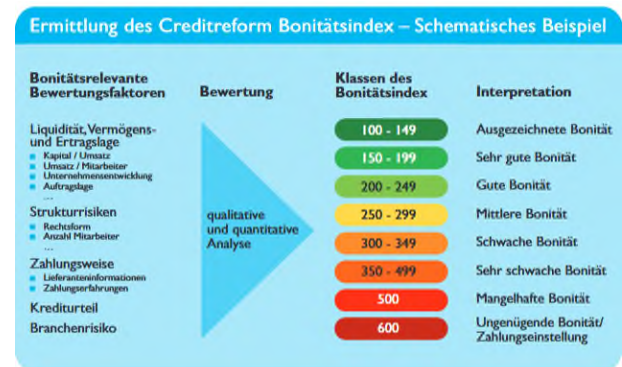 Ermittlung des Creditreform Bonitätsindex – Schematisches Beispiel
Bonitätsrelevante
Bewertungsfaktoren
Bewertung
Klassen des
Bonitätsindex
Interpretation
Liquidität, Vermögens-
und Ertragslage
Kapital / Umsatz
Umsatz / Mitarbeiter
Unternehmensentwicklung
Auftragslage
...
Strukturrisiken
Rechtsform
Anzahl Mitarbeiter
...
Zahlungsweise
Lieferanteninformationen
Zahlungserfahrungen
Krediturteil
Branchenrisiko
qualitative
und quantitative
Analyse
100 - 149 Ausgezeichnete Bonität
150 - 199 Sehr gute Bonität
200 - 249 Gute Bonität
250 - 299 Mittlere Bonität
300 - 349 Schwache Bonität
350 - 499 Sehr schwache Bonität
500 Mangelhafte Bonität
600 Ungenügende Bonität/
Zahlungseinstellung